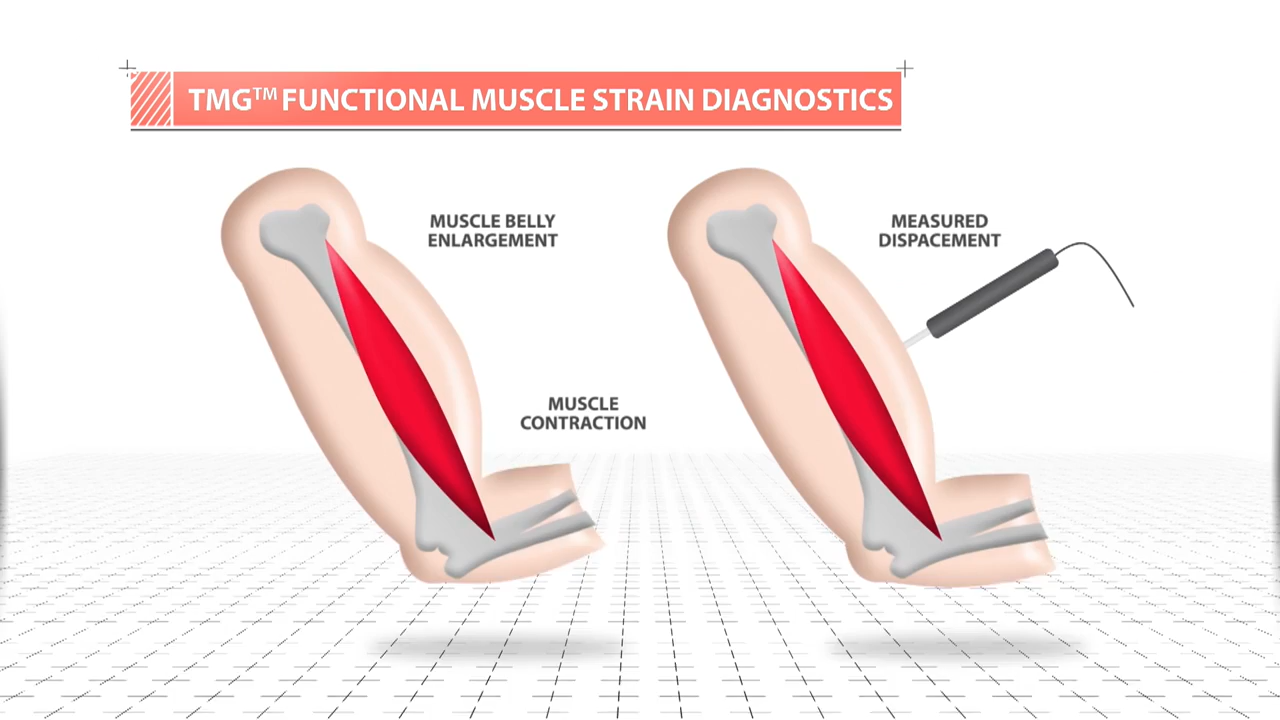 TMG™ FUNCTIONAL MUSCLE STRAIN DIAGNOSTICS
MUSCLE BELLY
ENLARGEMENT
MEASURED
DISPACEMENT
MUSCLE
CONTRACTION